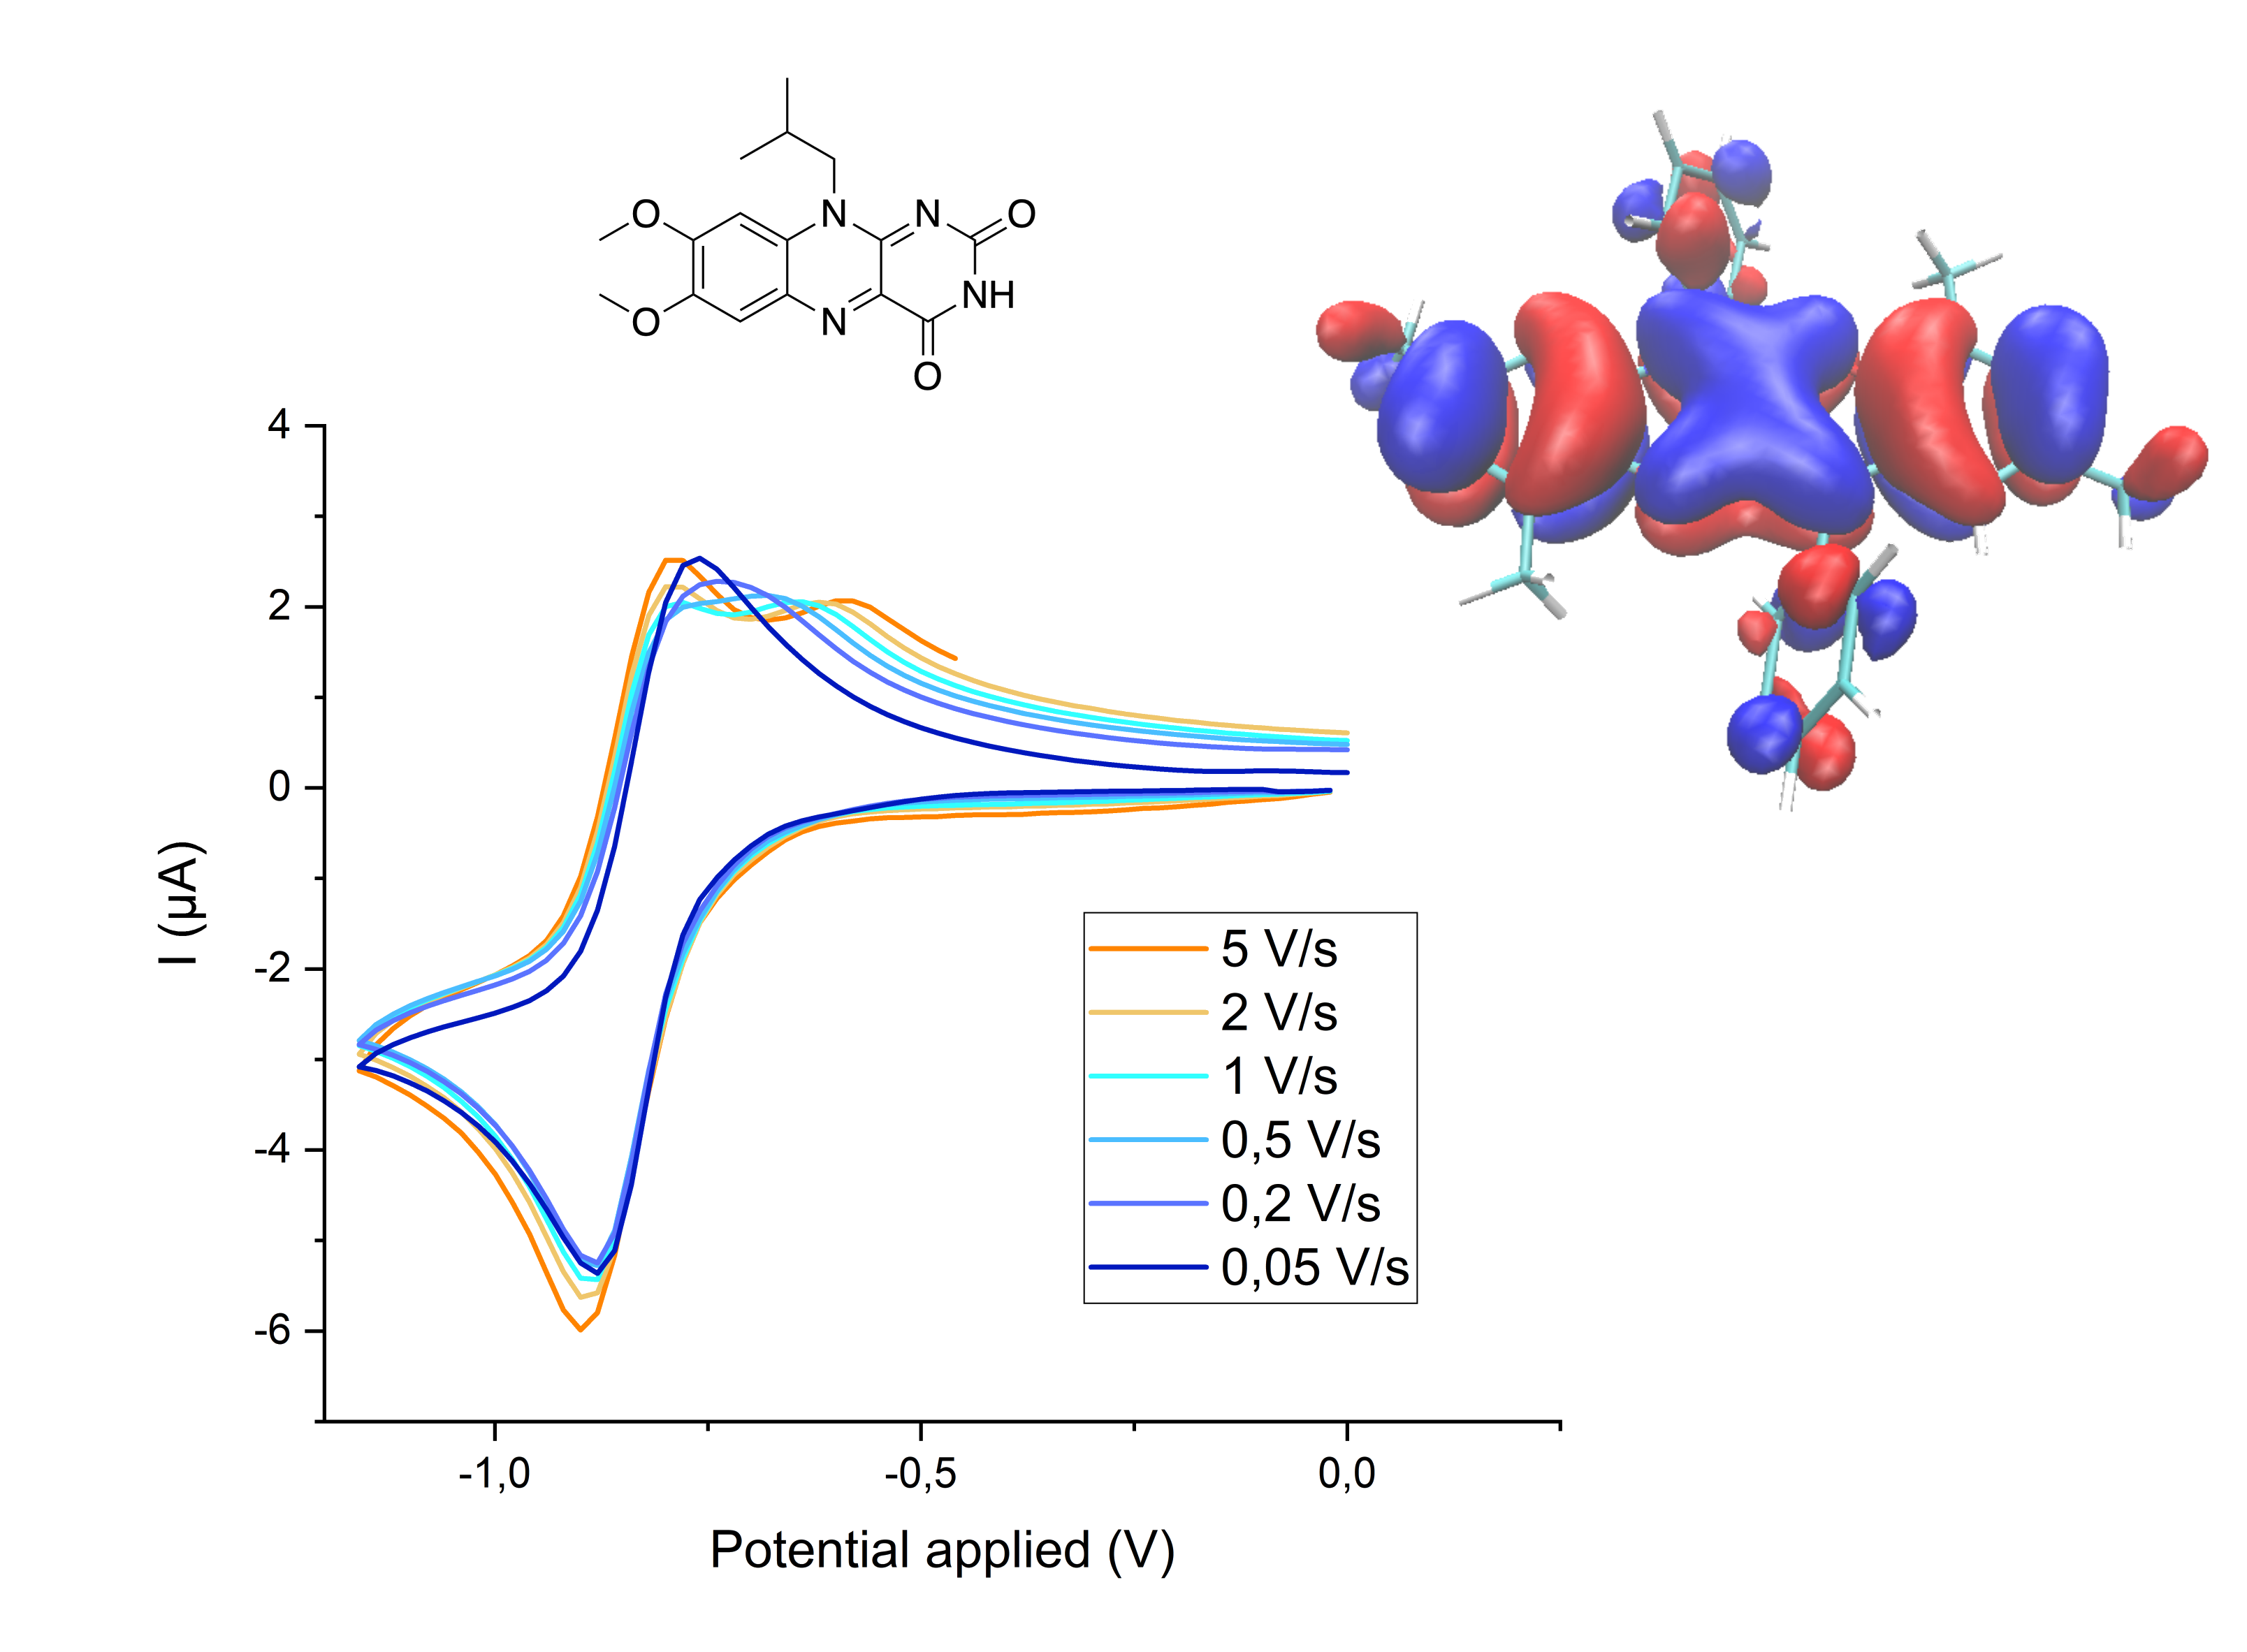 O
N
N
O
O
N
NH
O
4
2
0
-2
-4
-6
I (µA)
5 V/s
2 V/s
1 V/s
0,5 V/s
0,2 V/s
0,05 V/s
-1,0
-0,5
0,0
Potential applied (V)